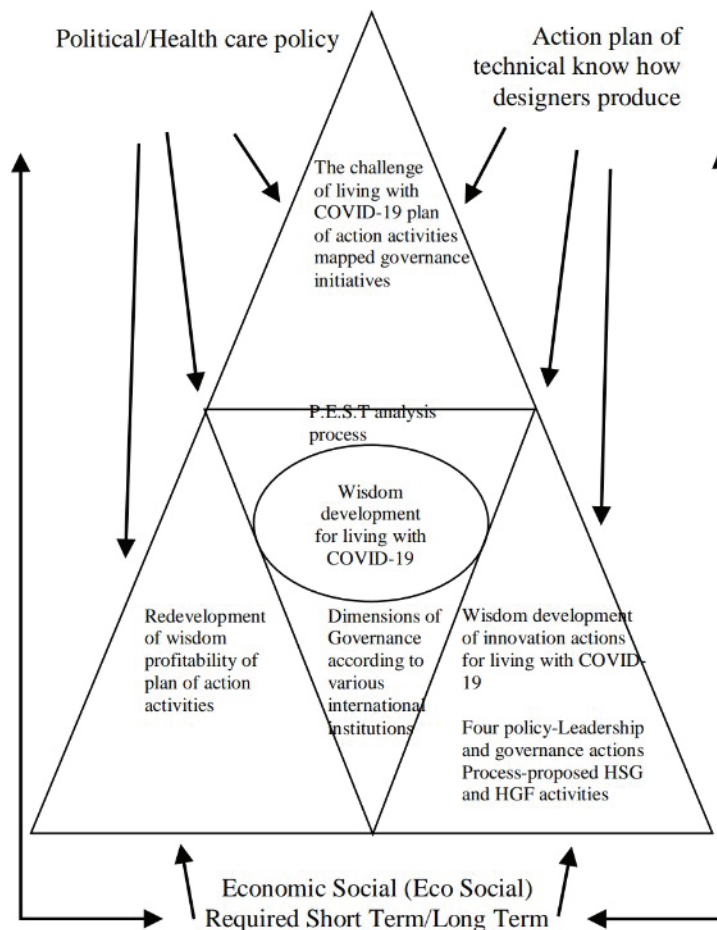 Political/Health care policy
Action plan of
technical know how
designers produce
The challenge
of living with
COVID-19 plan
of action activities
mapped governance
initiatives
P.E.S.T analysis
process
Wisdom
development
for living with
COVID-19
Redevelopment
of wisdom
profitability of
plan of action
activities
Dimensions of
Governance
according to
various
international
institutions
Wisdom development
of innovation actions
for living with COVID-
19
Four policy-Leadership
and governance actions
Process-proposed HSG
and HGF activities
Economic Social (Eco Social)
Required Short Term/Long Term